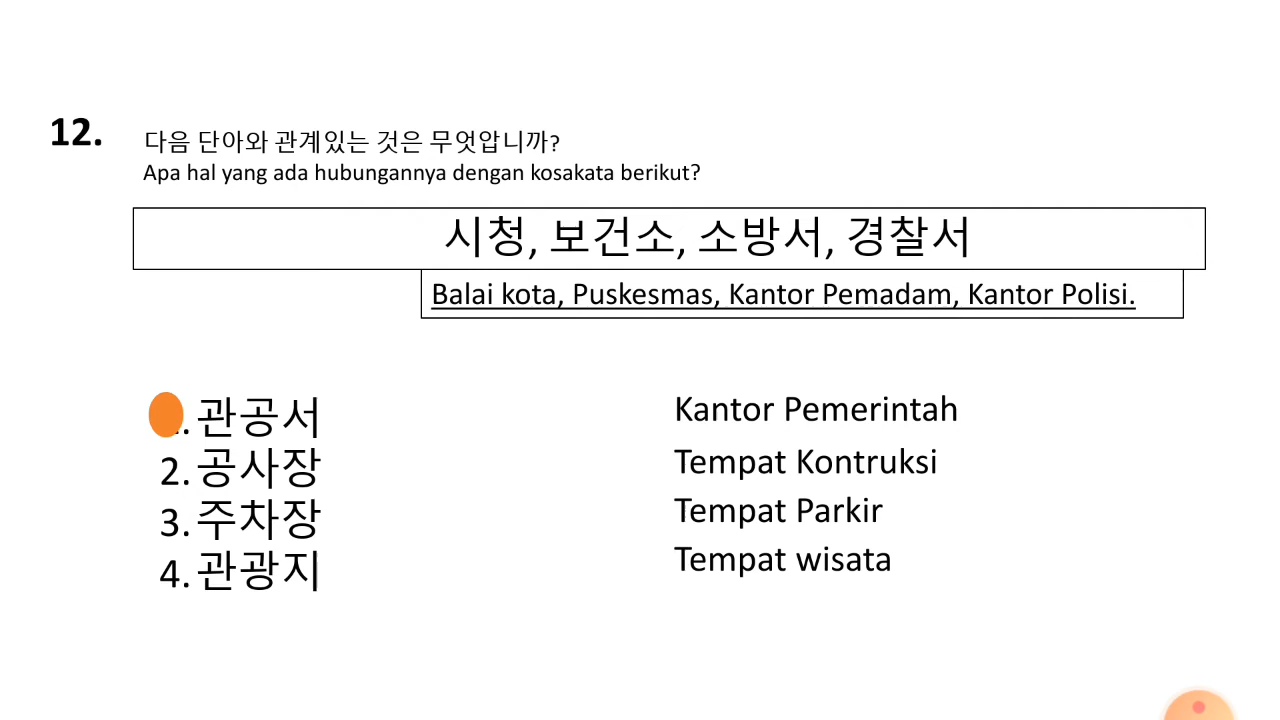 12.
다음 단아와 관계있는 것은 무엇압니까?
Apa hal yang ada hubungannya dengan kosakata berikut?
시청, 보건소, 소방서, 경찰서
Balai kota, Puskesmas, Kantor Pemadam, Kantor Polisi.
관공서 Kantor Pemerintah
2. 공사장 Tempat Kontruksi
3. 주차장 Tempat Parkir
4. 관광지 Tempat wisata